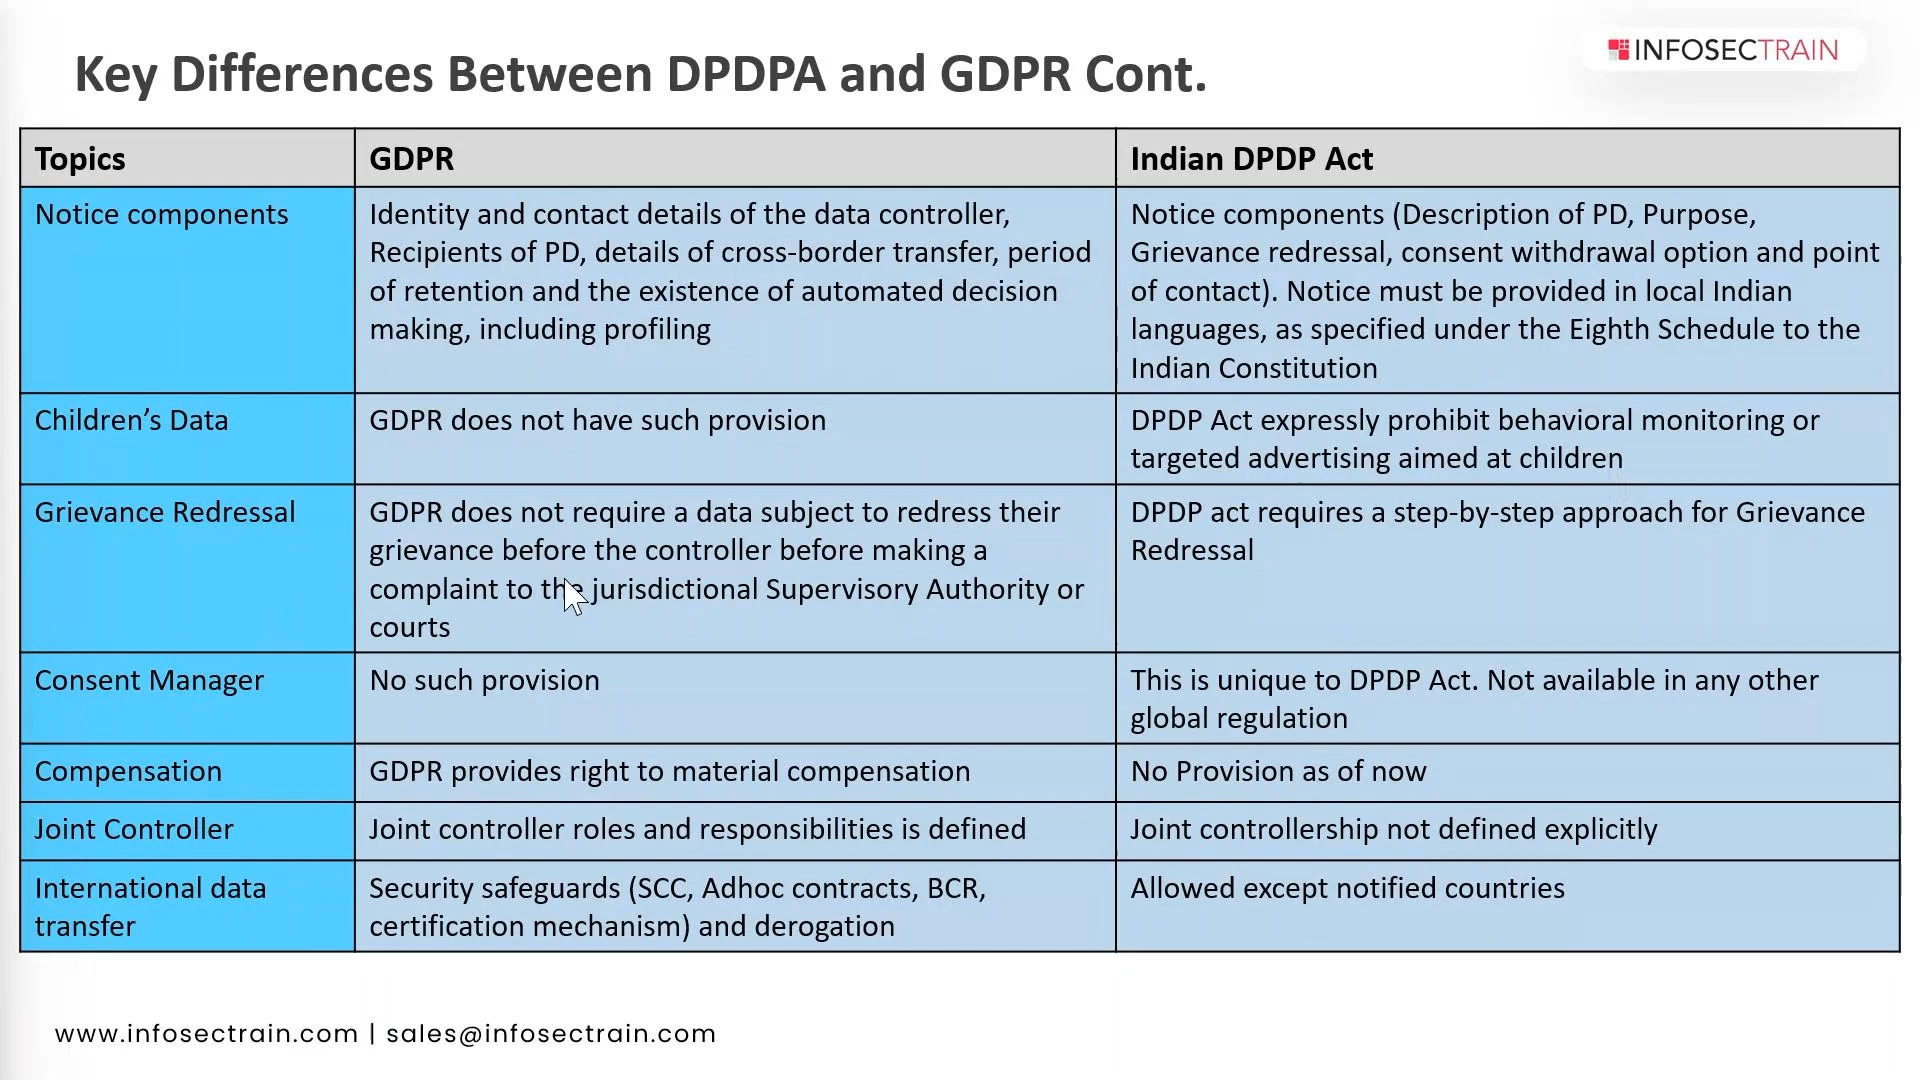 Key Differences Between DPDPA and GDPR Cont.
INFOSECTRAIN
Topics
GDPR
Indian DPDP Act
Notice components
Identity and contact details of the data controller,
Recipients of PD, details of cross-border transfer, period
of retention and the existence of automated decision
making, including profiling
Notice components (Description of PD, Purpose,
Grievance redressal, consent withdrawal option and point
of contact). Notice must be provided in local Indian
languages, as specified under the Eighth Schedule to the
Indian Constitution
Children’s Data
GDPR does not have such provision
DPDP Act expressly prohibit behavioral monitoring or
targeted advertising aimed at children
Grievance Redressal
GDPR does not require a data subject to redress their
grievance before the controller before making a
complaint to the jurisdictional Supervisory Authority or
courts
DPDP act requires a step-by-step approach for Grievance
Redressal
Consent Manager
No such provision
This is unique to DPDP Act. Not available in any other
global regulation
Compensation
GDPR provides right to material compensation
No Provision as of now
Joint Controller
Joint controller roles and responsibilities is defined
Joint controllership not defined explicitly
International data
transfer
Security safeguards (SCC, Adhoc contracts, BCR,
certification mechanism) and derogation
Allowed except notified countries
www.infosectrain.com | sales@infosectrain.com